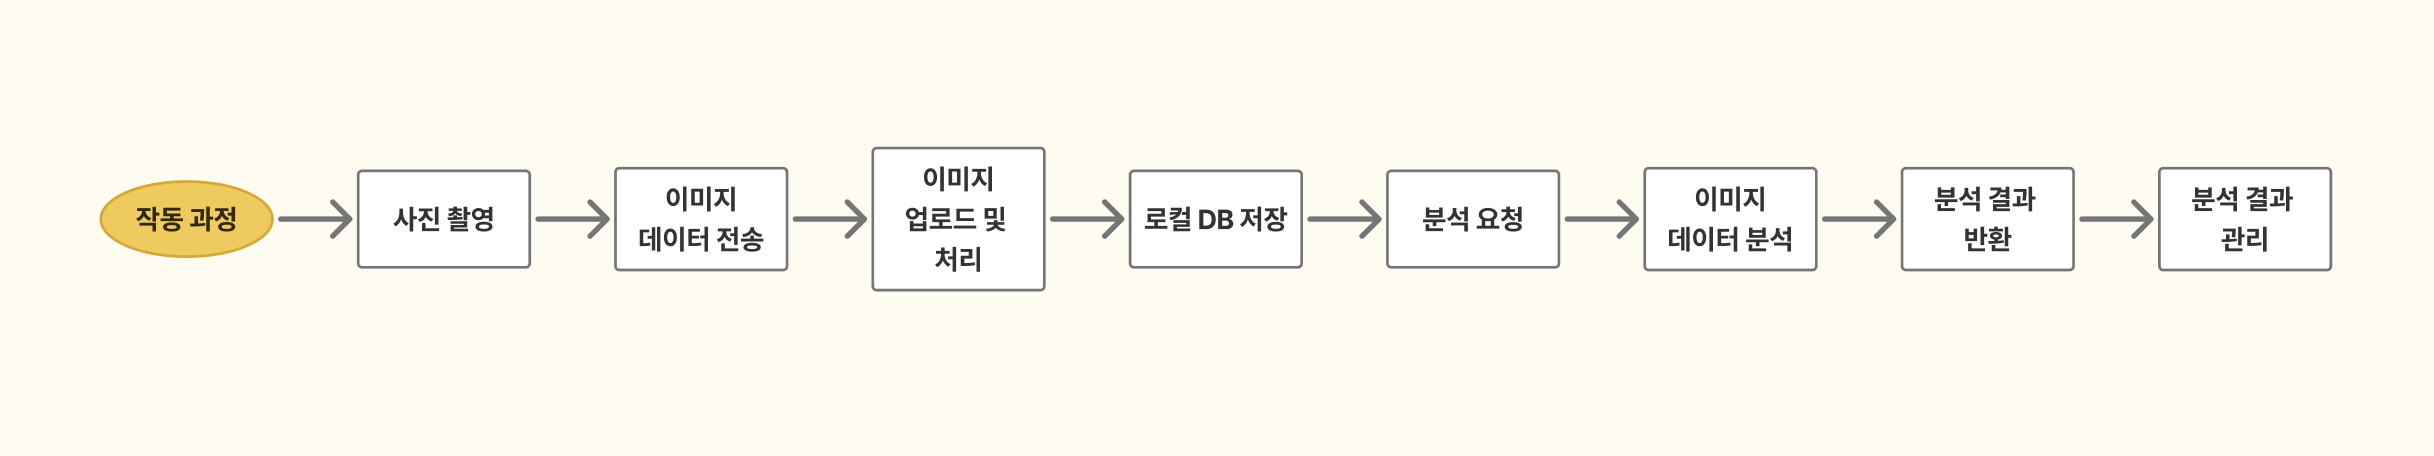 작동 과정
사진 촬영
이미지
데이터 전송
이미지
업로드 및
처리
로컬 DB 저장
분석 요청
이미지
데이터 분석
분석 결과
반환
분석 결과
관리